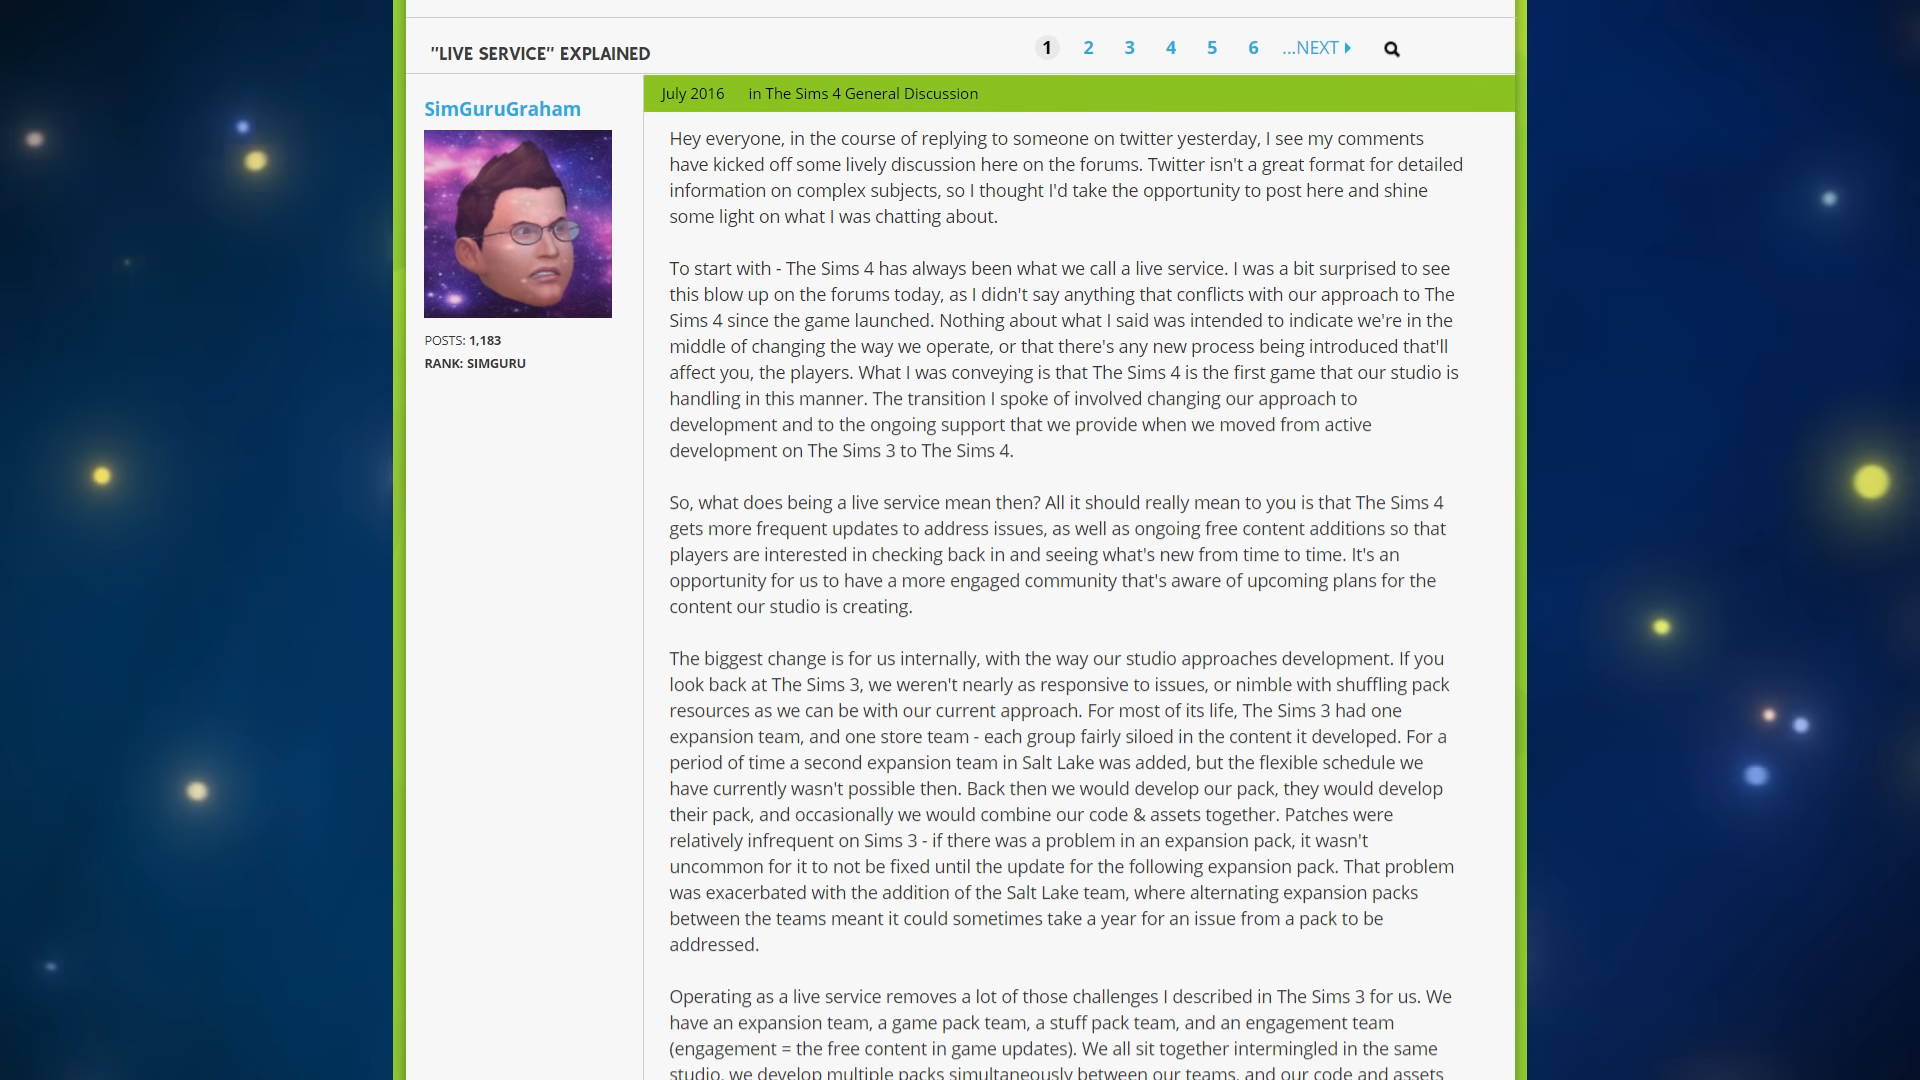 "LIVE SERVICE" EXPLAINED
1 2 3 4 5 6 ...NEXT
SimGuruGraham
POSTS: 1,183
RANK: SIMGURU
July 2016 in The Sims 4 General Discussion
Hey everyone, in the course of replying to someone on twitter yesterday, I see my comments
have kicked off some lively discussion here on the forums. Twitter isn't a great format for detailed
information on complex subjects, so I thought I'd take the opportunity to post here and shine
some light on what I was chatting about.
To start with - The Sims 4 has always been what we call a live service. I was a bit surprised to see
this blow up on the forums today, as I didn't say anything that conflicts with our approach to The
Sims 4 since the game launched. Nothing about what I said was intended to indicate we're in the
middle of changing the way we operate, or that there's any new process being introduced that'll
affect you, the players. What I was conveying is that The Sims 4 is the first game that our studio is
handling in this manner. The transition I spoke of involved changing our approach to
development and to the ongoing support that we provide when we moved from active
development on The Sims 3 to The Sims 4.
So, what does being a live service mean then? All it should really mean to you is that The Sims 4
gets more frequent updates to address issues, as well as ongoing free content additions so that
players are interested in checking back in and seeing what's new from time to time. It's an
opportunity for us to have a more engaged community that's aware of upcoming plans for the
content our studio is creating.
The biggest change is for us internally, with the way our studio approaches development. If you
look back at The Sims 3, we weren't nearly as responsive to issues, or nimble with shuffling pack
resources as we can be with our current approach. For most of its life, The Sims 3 had one
expansion team, and one store team - each group fairly siloed in the content it developed. For a
period of time a second expansion team in Salt Lake was added, but the flexible schedule we
have currently wasn't possible then. Back then we would develop our pack, they would develop
their pack, and occasionally we would combine our code & assets together. Patches were
relatively infrequent on Sims 3 - if there was a problem in an expansion pack, it wasn't
uncommon for it to not be fixed until the update for the following expansion pack. That problem
was exacerbated with the addition of the Salt Lake team, where alternating expansion packs
between the teams meant it could sometimes take a year for an issue from a pack to be
addressed.
Operating as a live service removes a lot of those challenges I described in The Sims 3 for us. We
have an expansion team, a game pack team, a stuff pack team, and an engagement team
(engagement = the free content in game updates). We all sit together intermingled in the same
studio, we develop multiple packs simultaneously between our teams, and our code and assets